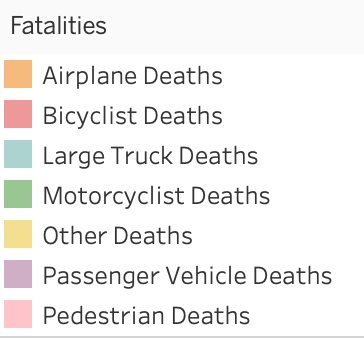 Fatalities
Airplane Deaths
Bicyclist Deaths
Large Truck Deaths
Motorcyclist Deaths
Other Deaths
Passenger Vehicle Deaths
Pedestrian Deaths